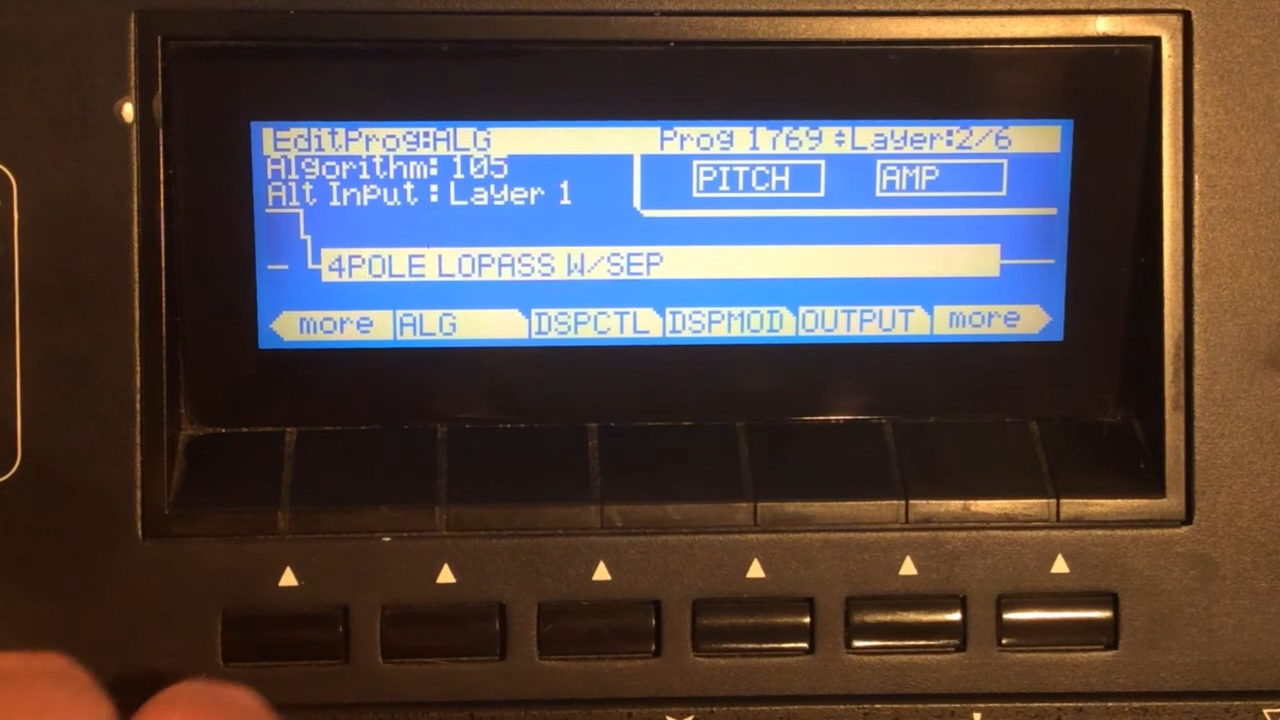 EditProg:ALG Prog 1769 ÷Layer:2/6
Algorithm: 105 PITCH AMP
Alt Input : Layer 1
4POLE LOPASS W/SEP
more ALG DSPCTL DSPMOD OUTPUT more